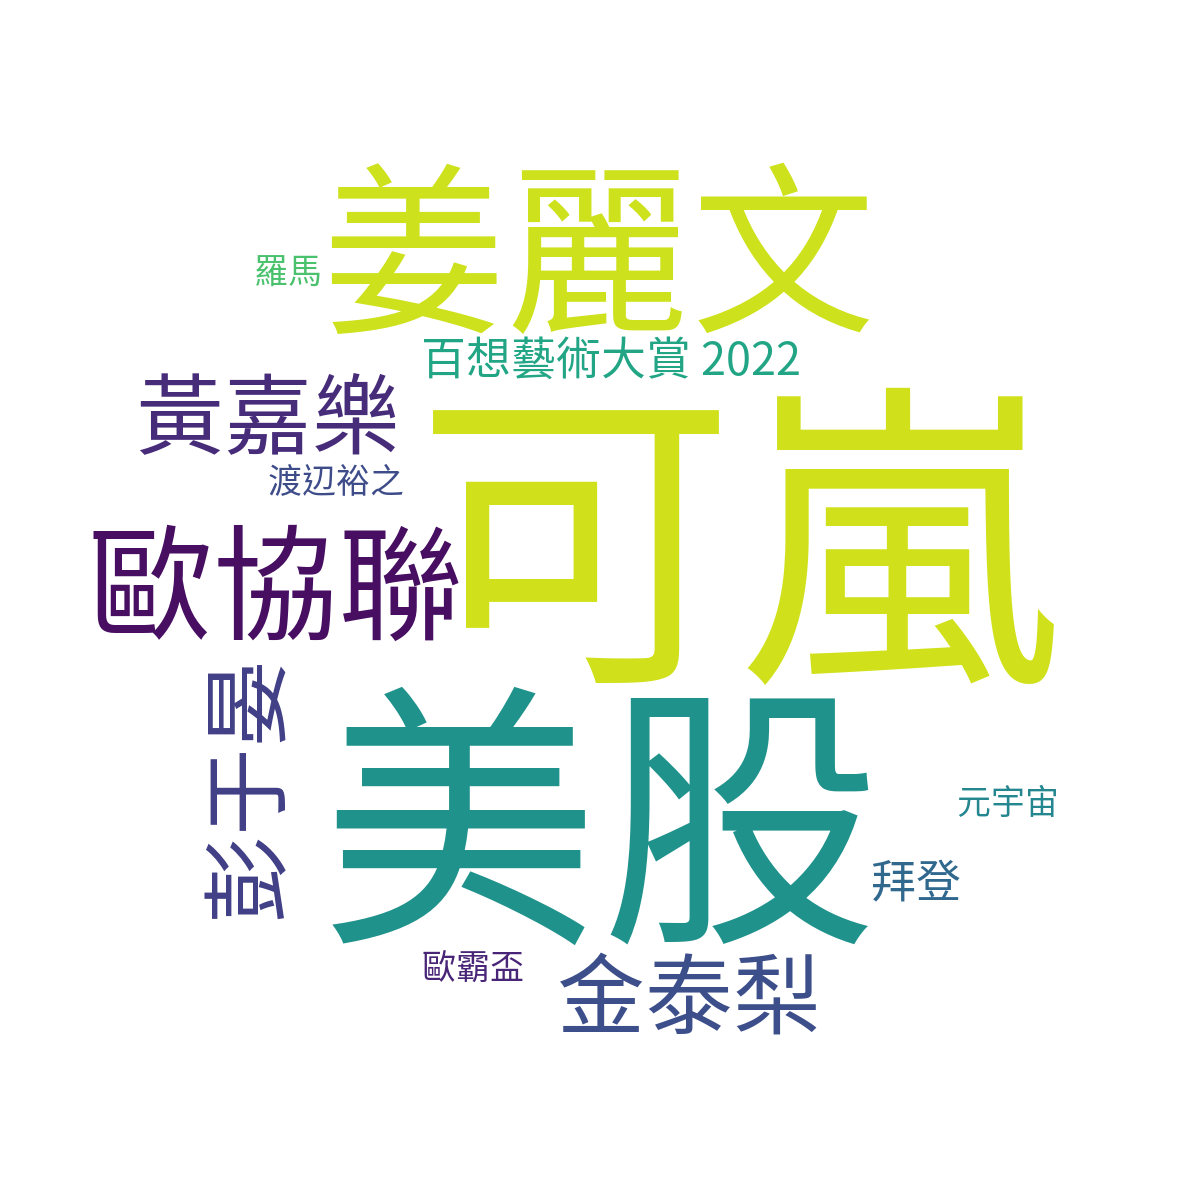 姜麗文
羅馬
百想藝術大賞 2022
黃嘉樂
可嵐
渡辺裕之
歐協聯
彭于晏
美股
元宇宙
拜登
歐霸盃
金泰梨